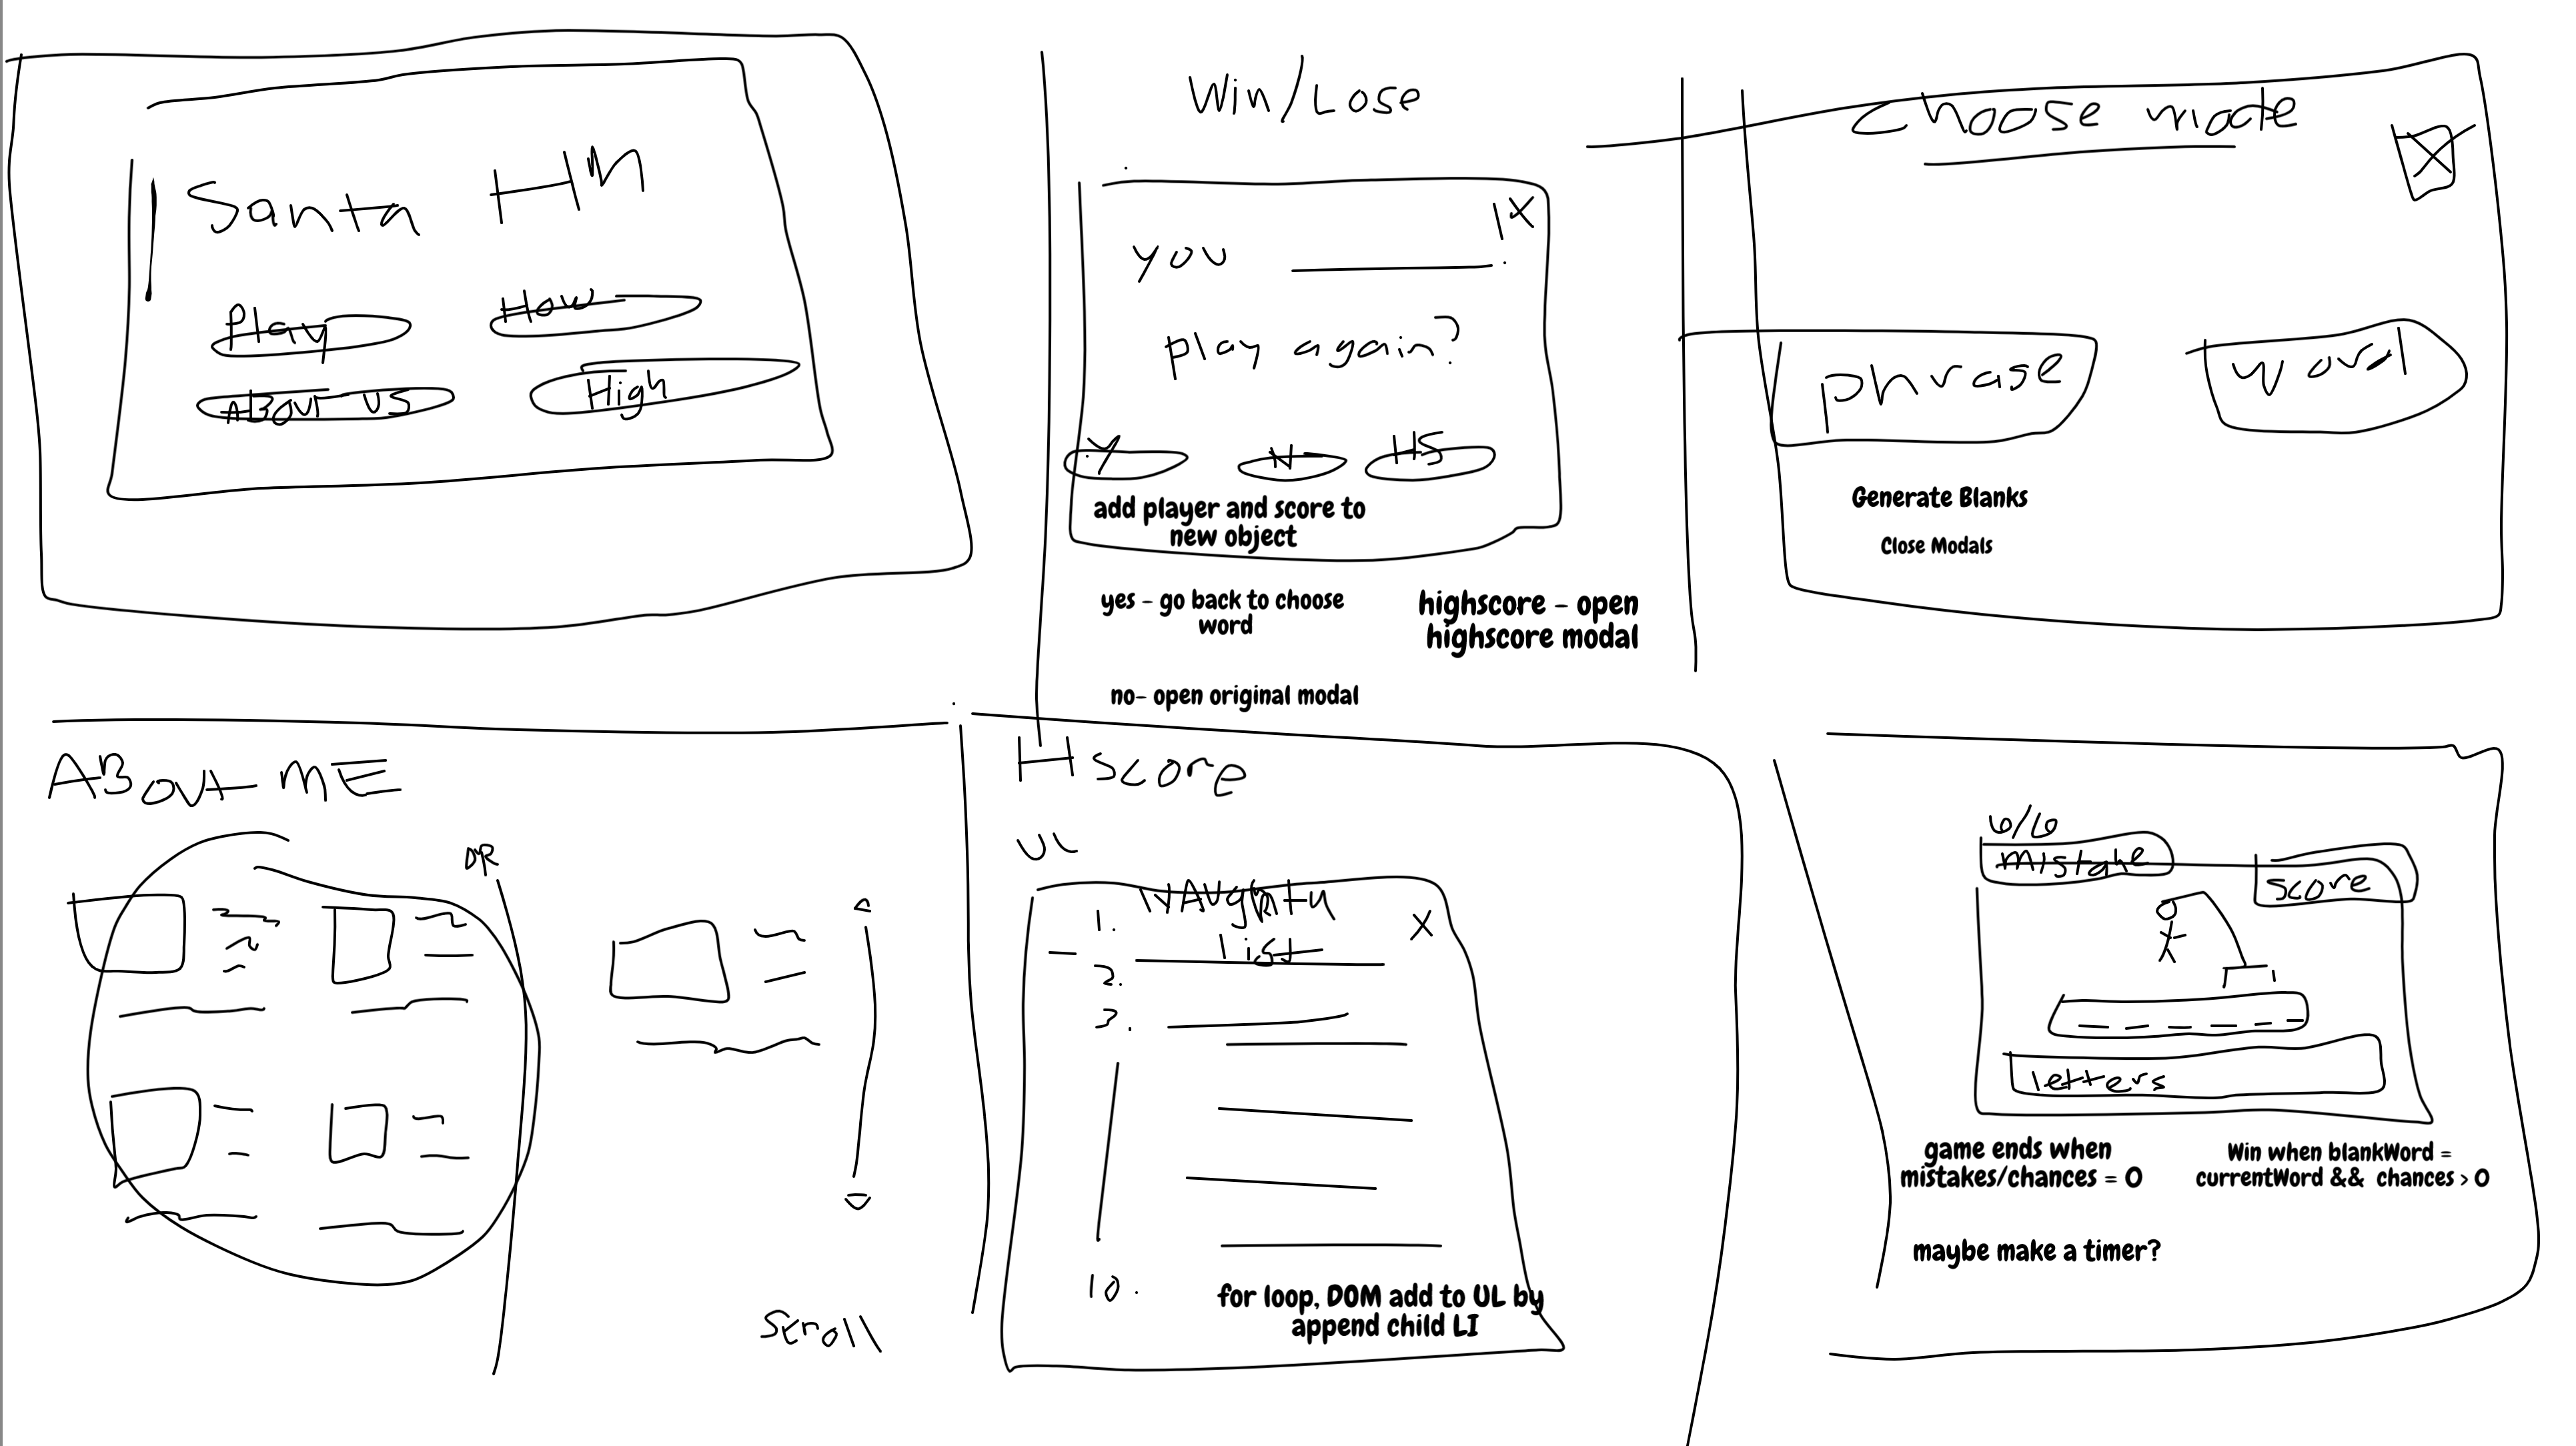 Santa HM
Play
How
ABOUT US
High
Win/Lose
X
you ______.
play again?
Y
N
HS
add player and score to
new object
yes - go back to choose
word
highscore - open
highscore modal
no- open original modal
choose mode
X
phrase
word
Generate Blanks
Close Modals
ABOUt ME
OR
Scroll
H score
UL
NAughty
list
X
1.
2.
3.
10.
for loop, DOM add to UL by
append child LI
6/6
mistake
score
letters
game ends when
mistakes/chances = 0
Win when blankWord =
currentWord && chances > 0
maybe make a timer?